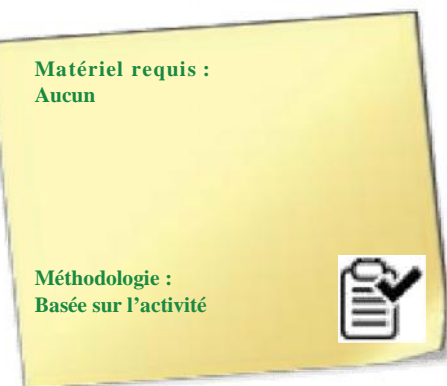 Matériel requis :
Aucun
Méthodologie :
Basée sur l’activité